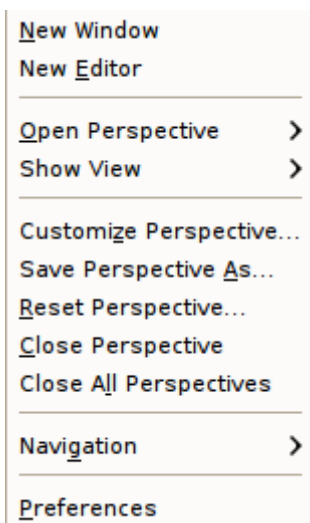 New Window
New Editor
Open Perspective
Show View
Customize Perspective...
Save Perspective As...
Reset Perspective...
Close Perspective
Close All Perspectives
Navigation
Preferences